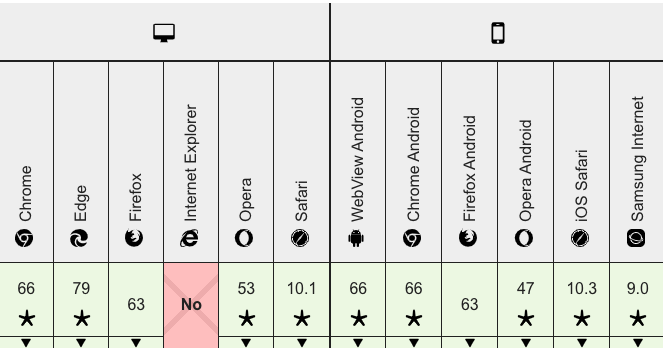 Chrome
Edge
Firefox
Internet Explorer
Opera
Safari
WebView Android
Chrome Android
Firefox Android
Opera Android
iOS Safari
Samsung Internet
66
79
63
No
53
10.1
66
66
63
47
10.3
9.0